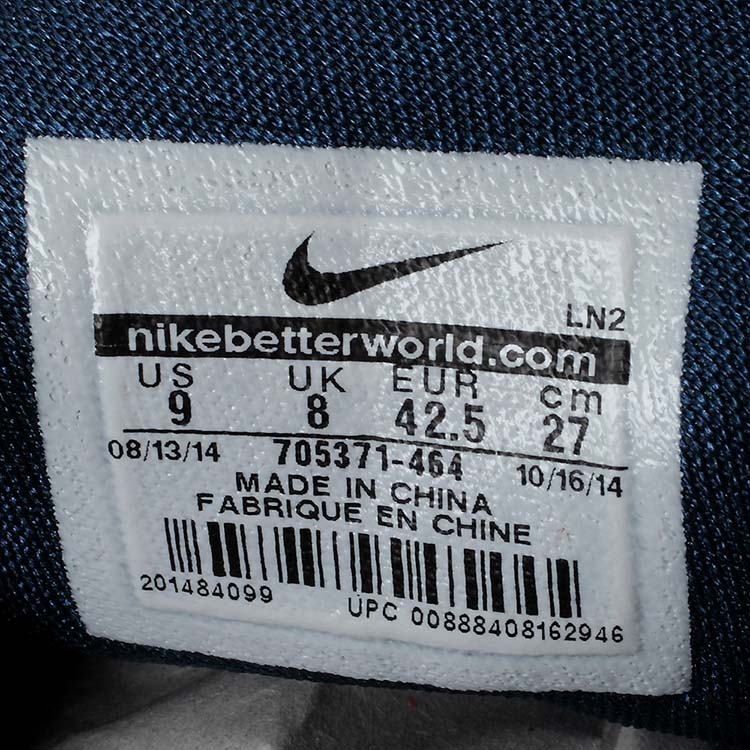 LN2
nikebetterworld.com
US UK EUR cm
9 8 42.5 27
08/13/14 705371-464 10/16/14
MADE IN CHINA
FABRIQUE EN CHINE
201484099 UPC 00888408162946